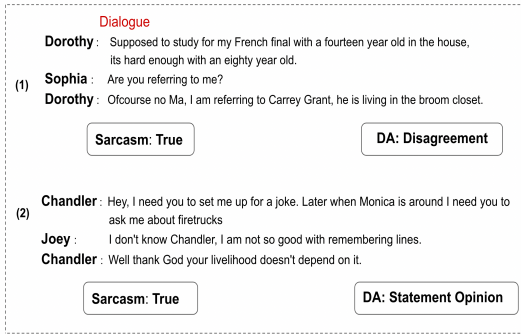 Dialogue
Dorothy : Supposed to study for my French final with a fourteen year old in the house,
its hard enough with an eighty year old.
(1)
Sophia : Are you referring to me?
Dorothy : Ofcourse no Ma, I am referring to Carrey Grant, he is living in the broom closet.
Sarcasm: True
DA: Disagreement
Chandler : Hey, I need you to set me up for a joke. Later when Monica is around I need you to
(2)
ask me about firetrucks
Joey : I don't know Chandler, I am not so good with remembering lines.
Chandler : Well thank God your livelihood doesn't depend on it.
Sarcasm: True
DA: Statement Opinion